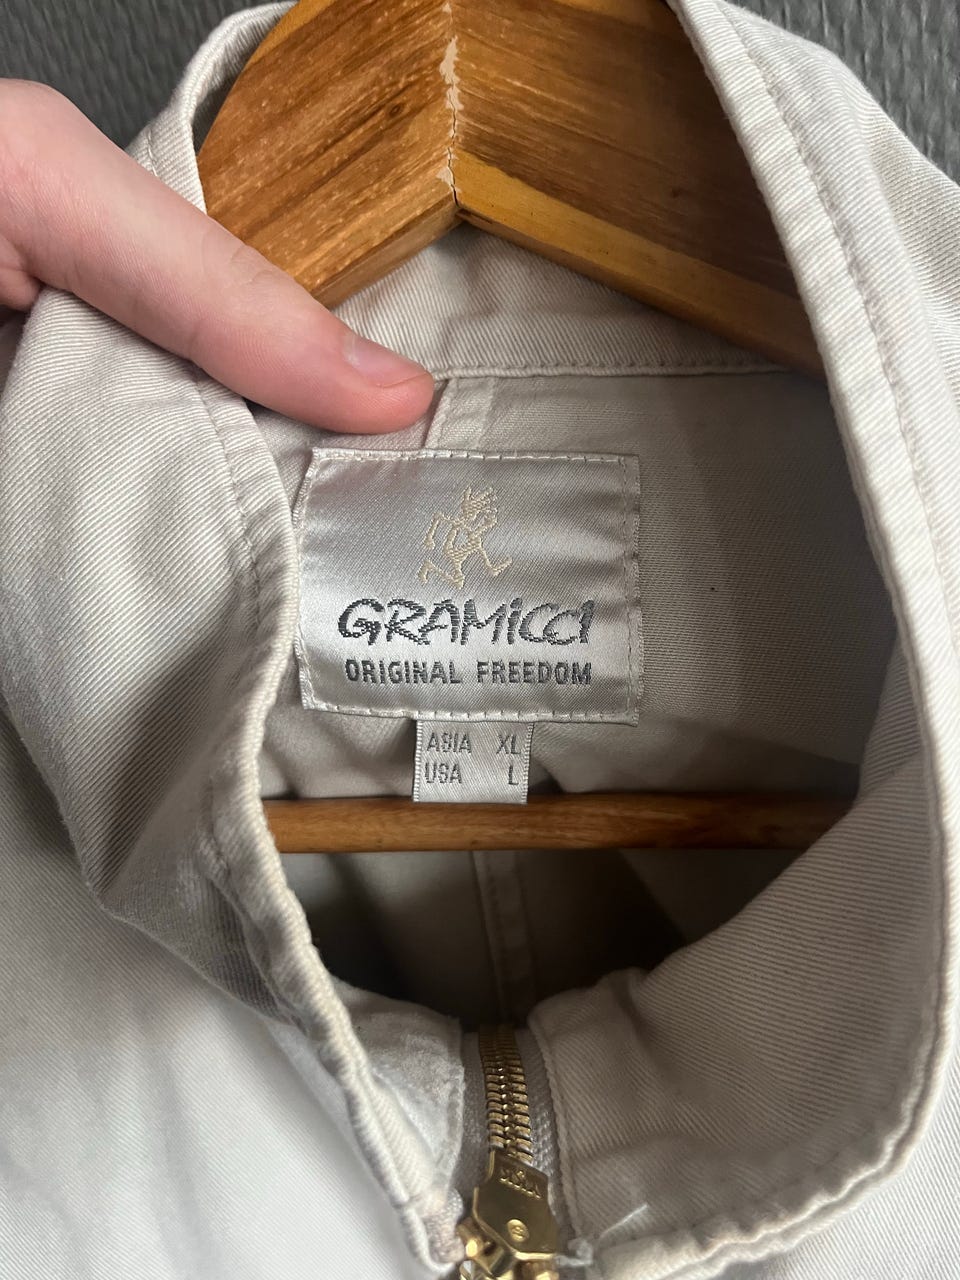 GRAMICCI
ORIGINAL FREEDOM
ASIA XL
USA L